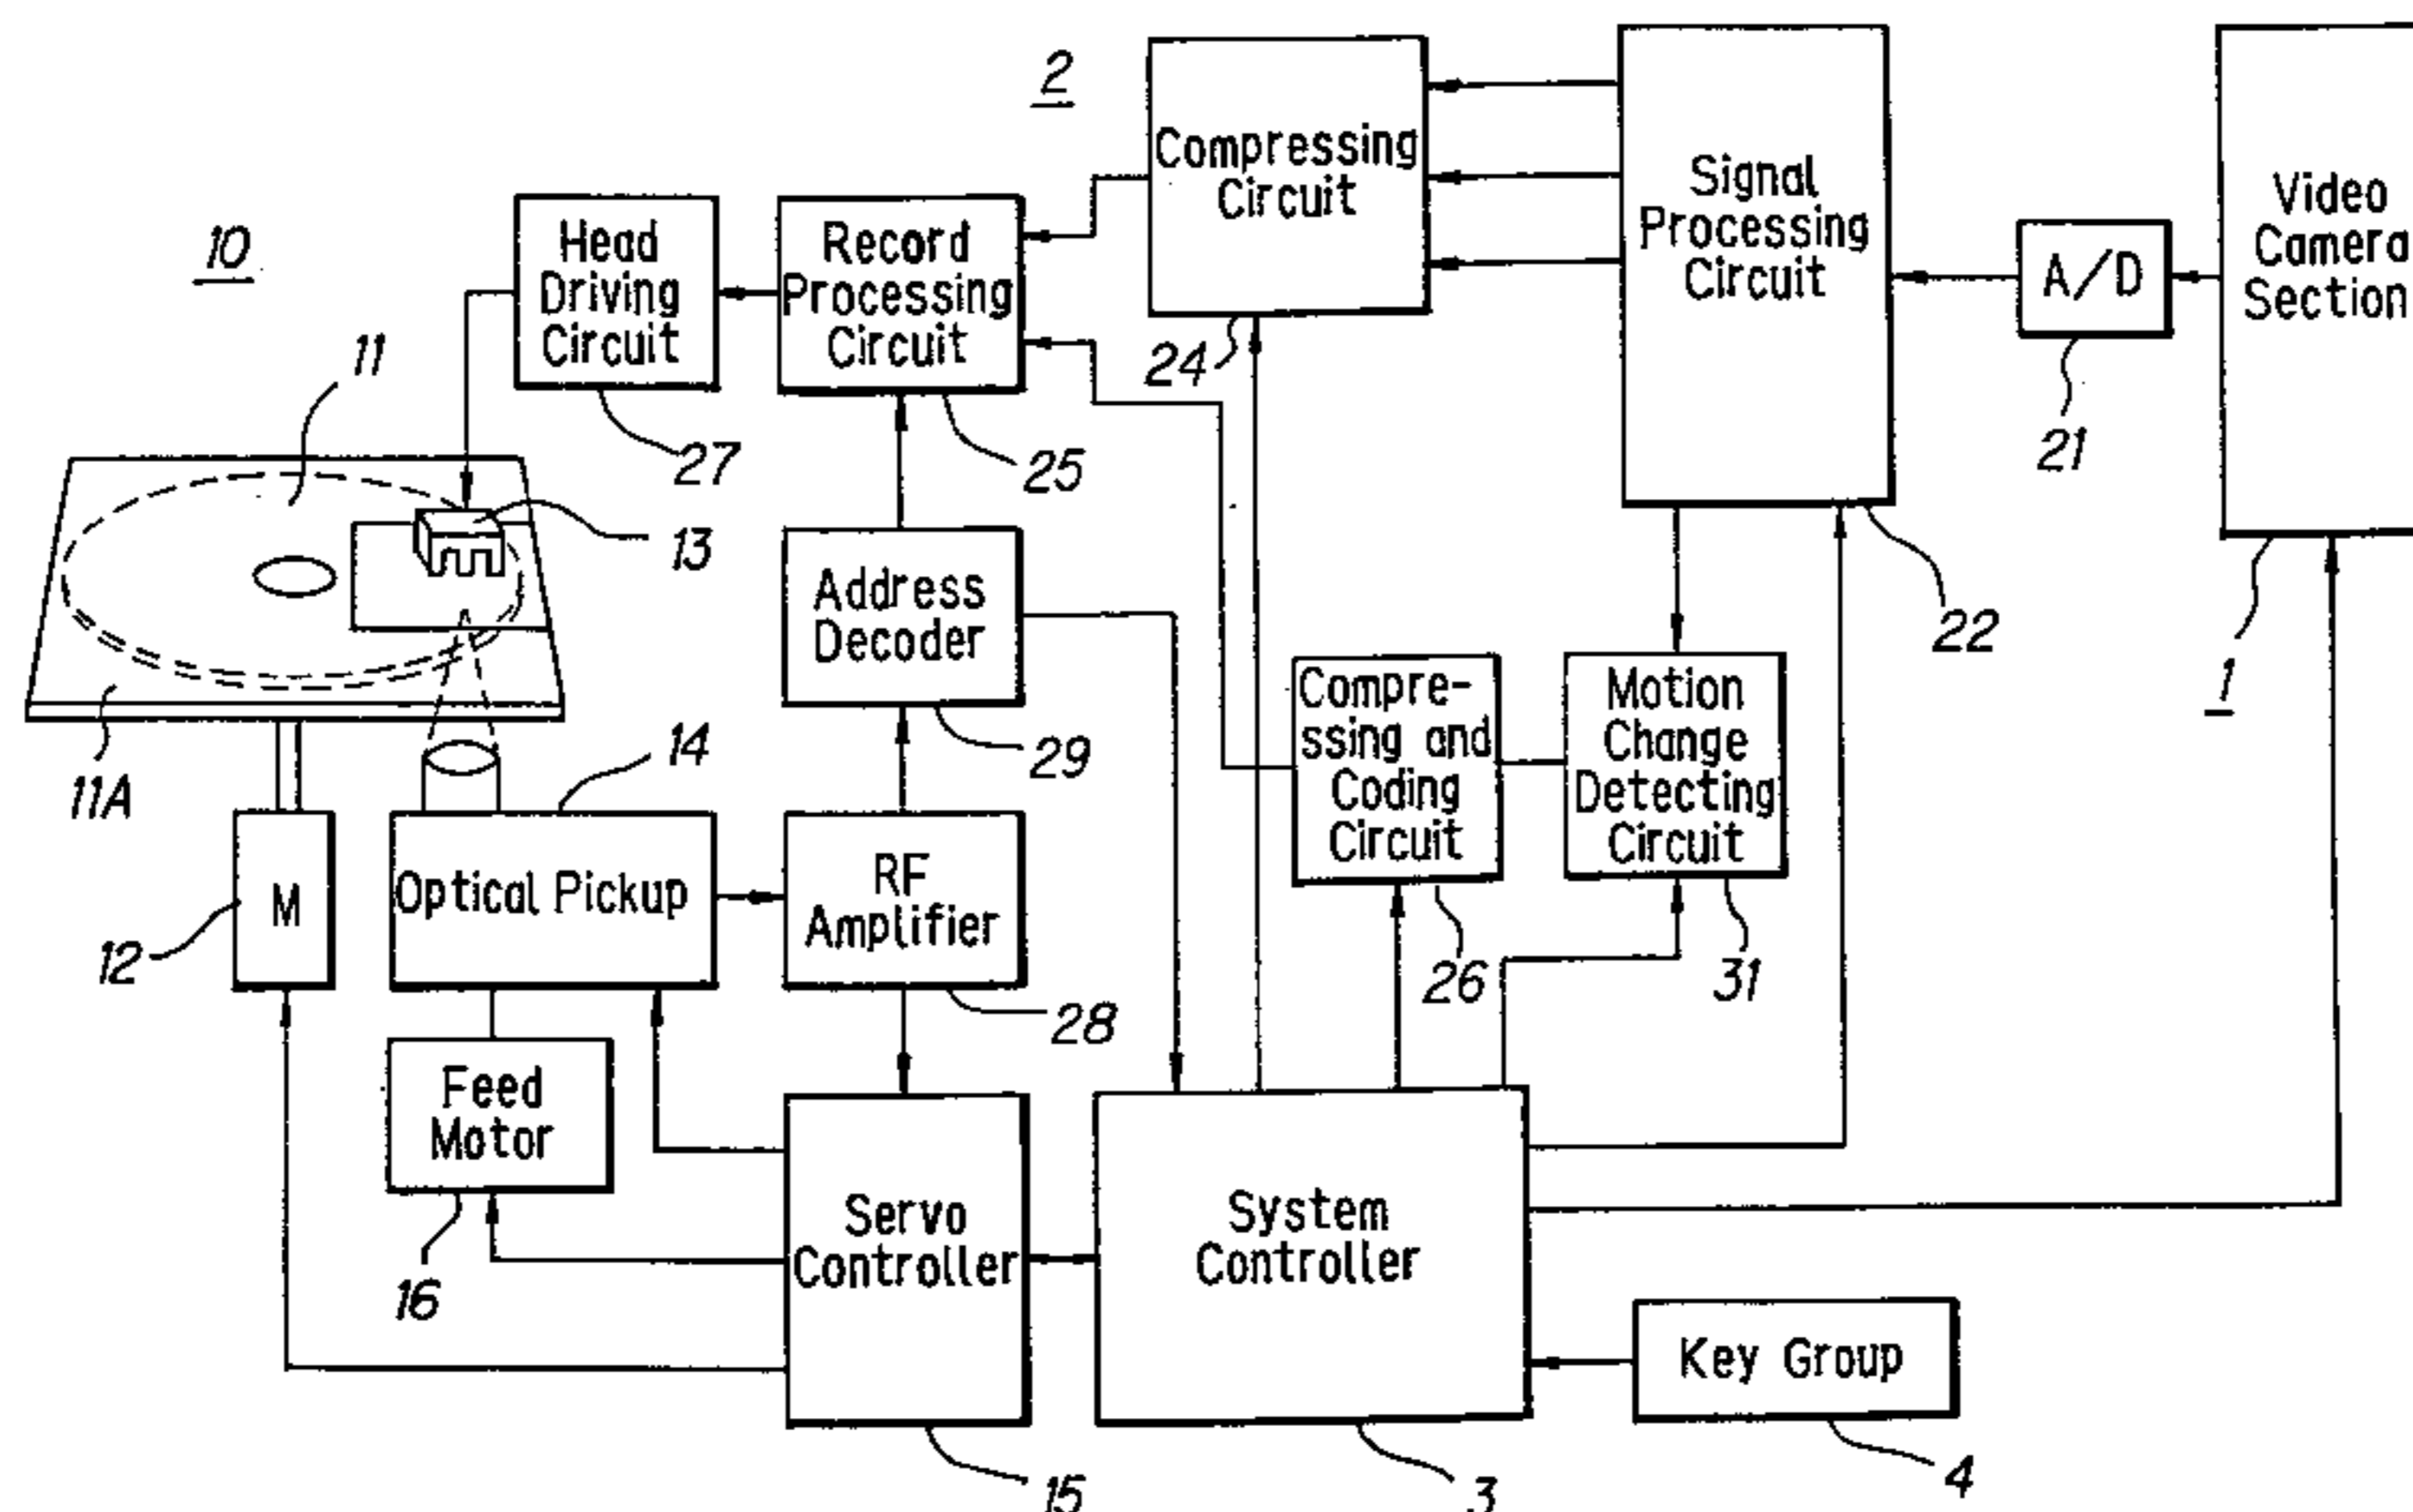 2
10
Compressing
Circuit
24
Signal
Processing
Circuit
22
A/D
21
Video
Camera
Section
1
Head
Driving
Circuit
27
Record
Processing
Circuit
25
11
13
11A
Address
Decoder
29
Compre-
ssing and
Coding
Circuit
26
Motion
Change
Detecting
Circuit
31
14
M
12
Optical Pickup
RF
Amplifier
28
Feed
Motor
16
Servo
Controller
15
System
Controller
3
Key Group
4